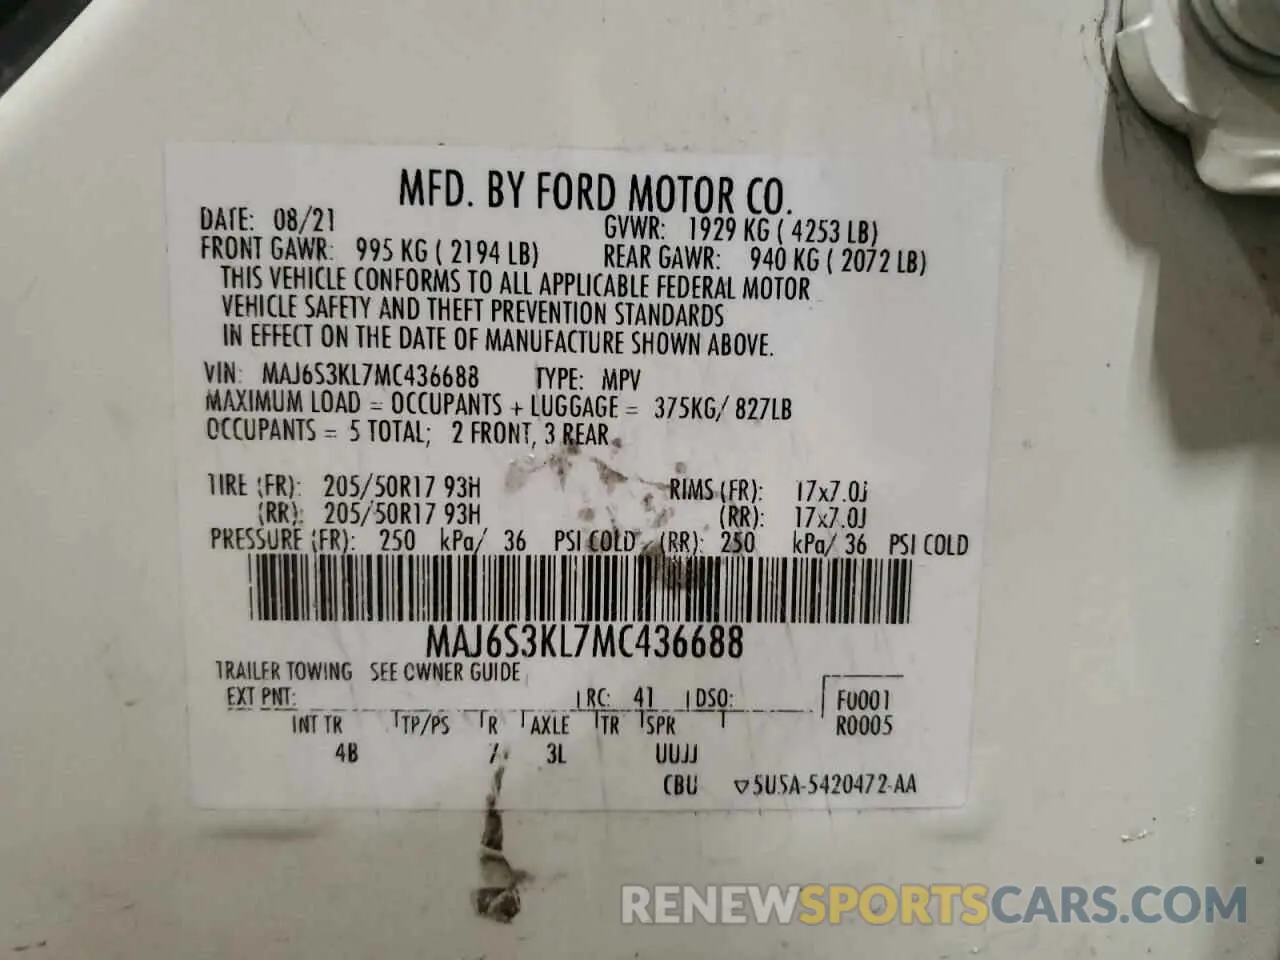 MFD. BY FORD MOTOR CO.
DATE: 08/21 GVWR: 1929 KG ( 4253 LB)
FRONT GAWR: 995 KG ( 2194 LB) REAR GAWR: 940 KG ( 2072 LB)
THIS VEHICLE CONFORMS TO ALL APPLICABLE FEDERAL MOTOR
VEHICLE SAFETY AND THEFT PREVENTION STANDARDS
IN EFFECT ON THE DATE OF MANUFACTURE SHOWN ABOVE.
VIN: MAJ6S3KL7MC436688 TYPE: MPV
MAXIMUM LOAD = OCCUPANTS + LUGGAGE = 375KG/ 827LB
OCCUPANTS = 5 TOTAL; 2 FRONT, 3 REAR
TIRE (FR): 205/50R17 93H RIMS (FR): 17x7.0J
(RR): 205/50R17 93H (RR): 17x7.0J
PRESSURE (FR): 250 kPa/ 36 PSI COLD (RR): 250 kPa/ 36 PSI COLD
MAJ6S3KL7MC436688
TRAILER TOWING SEE OWNER GUIDE
EXT PNT: RC: 41 DSO: F0001
INT TR TP/PS R AXLE TR SPR R0005
4B 3L UUJJ
CBU ▽5U5A-5420472-AA
RENEWSPORTSCARS.COM